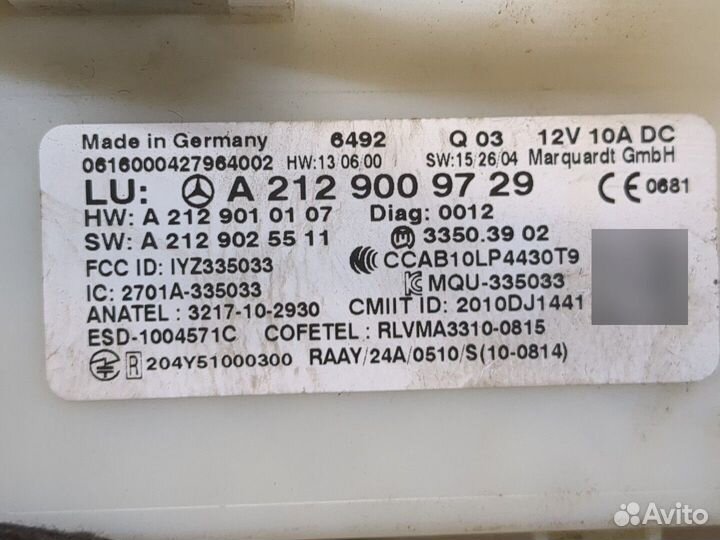 Made in Germany 6492 Q 03 12V 10A DC
0616000427964002 HW:13 06 00 SW:15/26/04 Marquardt GmbH
LU: A 212 900 97 29 CE 0681
HW: A 212 901 01 07 Diag: 0012
SW: A 212 902 55 11 3350.39 02
FCC ID: IYZ335033 CCAB10LP4430T9
IC: 2701A-335033 MQU-335033
ANATEL : 3217-10-2930 CMIIT ID: 2010DJ1441
ESD-1004571C COFETEL : RLVMA3310-0815
R 204Y51000300 RAAY/24A/0510/S(10-0814)
Avito